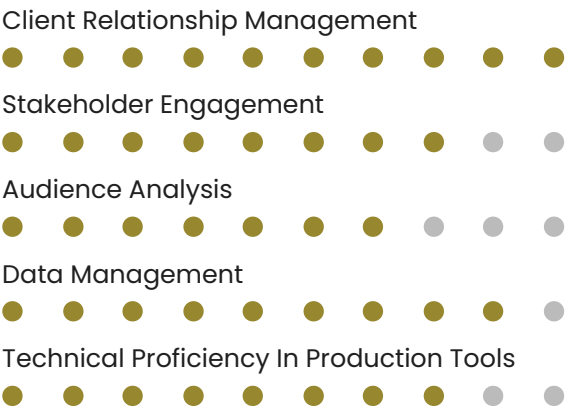 Client Relationship Management
Stakeholder Engagement
Audience Analysis
Data Management
Technical Proficiency In Production Tools